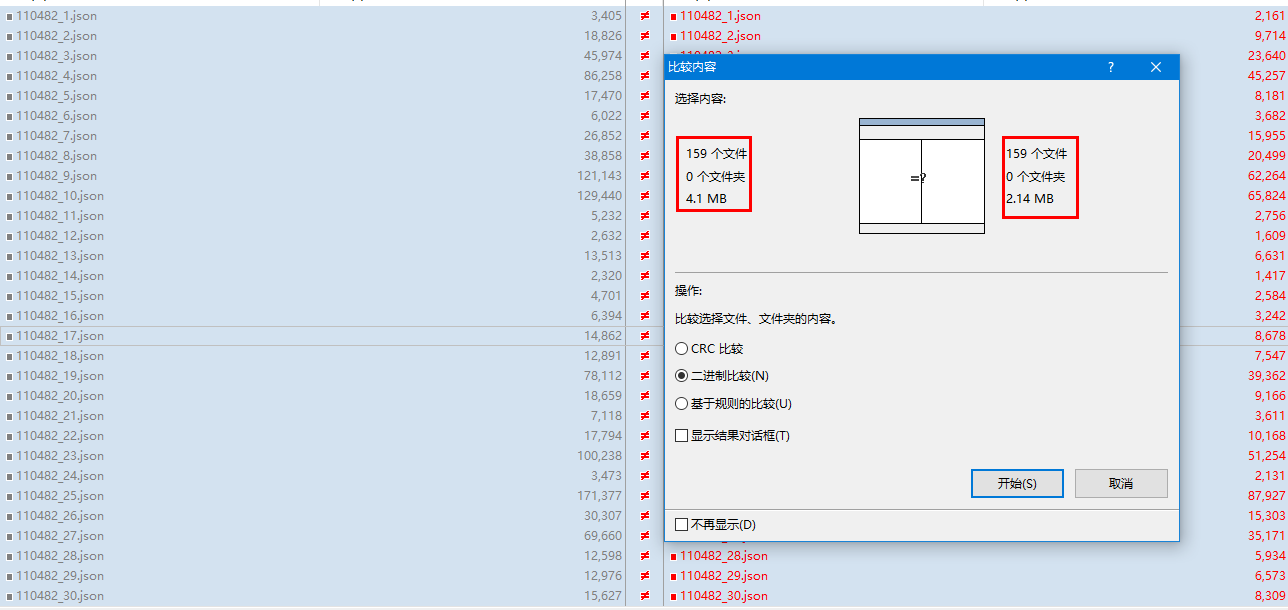 110482_1.json 3,405 ≠ 110482_1.json 2,161
110482_2.json 18,826 ≠ 110482_2.json 9,714
110482_3.json 45,974 ≠ 23,640
110482_4.json 86,258 ≠ 比较内容 ? 45,257
110482_5.json 17,470 ≠ 选择内容: 8,181
110482_6.json 6,022 ≠ 3,682
110482_7.json 26,852 ≠ 15,955
110482_8.json 38,858 ≠ 159 个文件 159 个文件 20,499
110482_9.json 121,143 ≠ 0 个文件夹 =? 0 个文件夹 62,264
110482_10.json 129,440 ≠ 4.1 MB 2.14 MB 65,824
110482_11.json 5,232 ≠ 2,756
110482_12.json 2,632 ≠ 1,609
110482_13.json 13,513 ≠ 6,631
110482_14.json 2,320 ≠ 1,417
110482_15.json 4,701 ≠ 操作: 2,584
110482_16.json 6,394 ≠ 比较选择文件、文件夹的内容。 3,242
110482_17.json 14,862 ≠ 8,678
110482_18.json 12,891 ≠ CRC 比较 7,547
110482_19.json 78,112 ≠ 二进制比较(N) 39,362
110482_20.json 18,659 ≠ 基于规则的比较(U) 9,166
110482_21.json 7,118 ≠ 3,611
110482_22.json 17,794 ≠ 显示结果对话框(T) 10,168
110482_23.json 100,238 ≠ 51,254
110482_24.json 3,473 ≠ 开始(S) 取消 2,131
110482_25.json 171,377 ≠ 87,927
110482_26.json 30,307 ≠ 不再显示(D) 15,303
110482_27.json 69,660 ≠ 35,171
110482_28.json 12,598 ≠ 110482_28.json 5,934
110482_29.json 12,976 ≠ 110482_29.json 6,573
110482_30.json 15,627 ≠ 110482_30.json 8,309